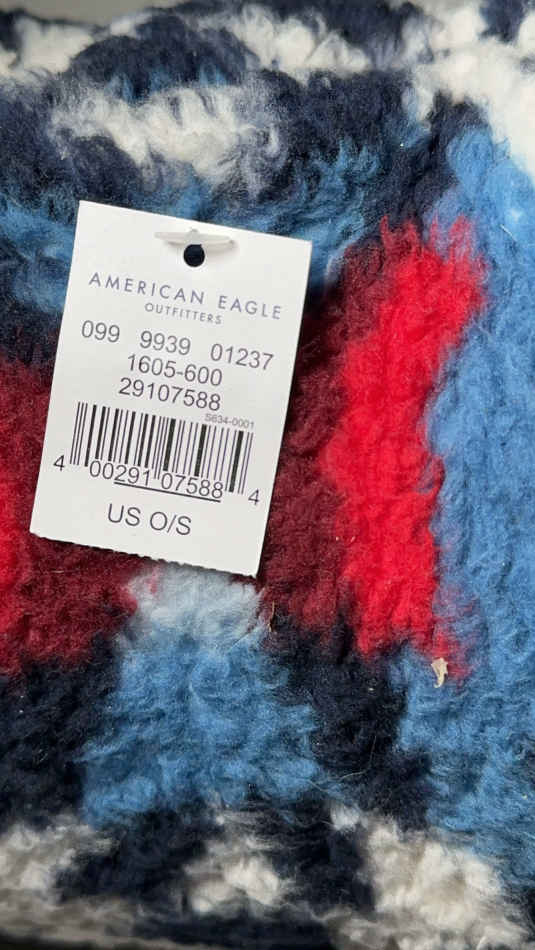 AMERICAN EAGLE
OUTFITTERS
099 9939 01237
1605-600
29107588
S634-0001
4 00291 07588 4
US O/S